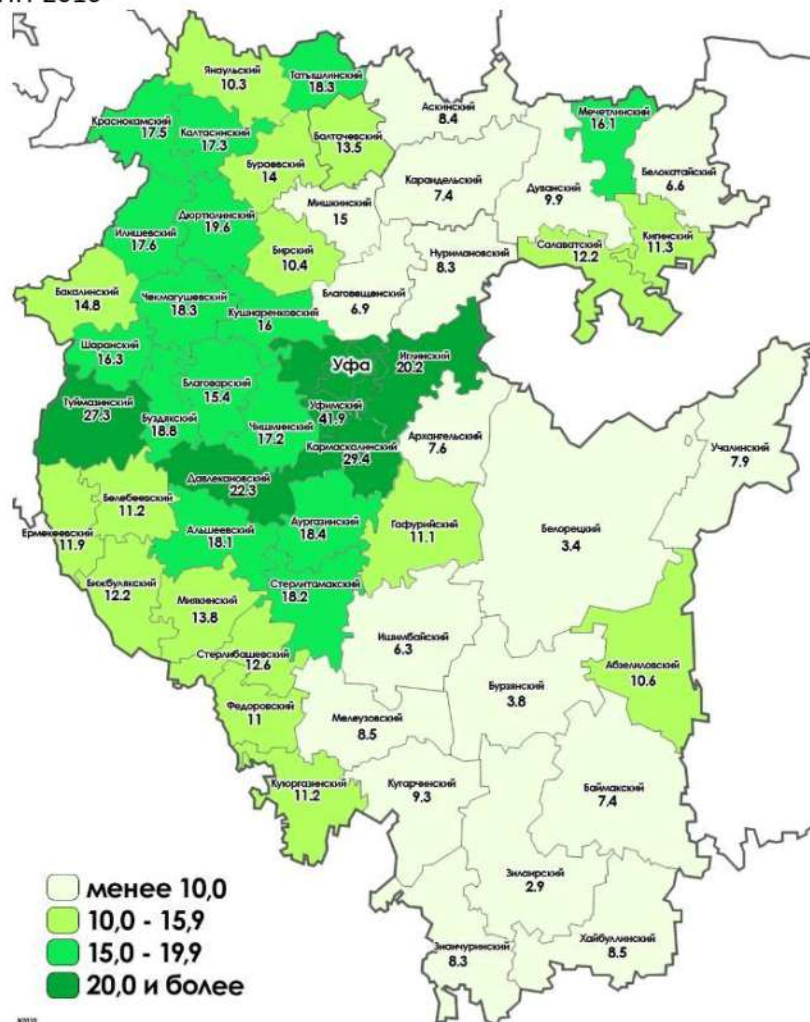 2010
Янаульский
10.3
Татышлинский
18.3
Аскинский
8.4
Мечетлинский
16.1
Краснокамский
17.5
Калтасинский
17.3
Балтачевский
13.5
Бураевский
14
Караидельский
7.4
Дуванский
9.9
Белокатайский
6.6
Мишкинский
15
Дюртюлинский
19.6
Илишевский
17.6
Бирский
10.4
Нуримановский
8.3
Салаватский
12.2
Кигинский
11.3
Бакалинский
14.8
Чекмагушевский
18.3
Кушнаренковский
16
Благовещенский
6.9
Шаранский
16.3
Уфа
Иглинский
20.2
Благоварский
15.4
Туймазинский
27.3
Буздякский
18.8
Уфимский
41.9
Чишминский
17.2
Архангельский
7.6
Учалинский
7.9
Кармаскалинский
29.4
Давлекановский
22.3
Белебеевский
11.2
Ермекеевский
11.9
Альшеевский
18.1
Аургазинский
18.4
Гафурийский
11.1
Белорецкий
3.4
Бижбулякский
12.2
Миякинский
13.8
Стерлитамакский
18.2
Ишимбайский
6.3
Стерлибашевский
12.6
Абзелиловский
10.6
Бурзянский
3.8
Федоровский
11
Мелеузовский
8.5
Куюргазинский
11.2
Кугарчинский
9.3
Баймакский
7.4
Зилаирский
2.9
Зианчуринский
8.3
Хайбуллинский
8.5
менее 10,0
10,0 - 15,9
15,0 - 19,9
20,0 и более